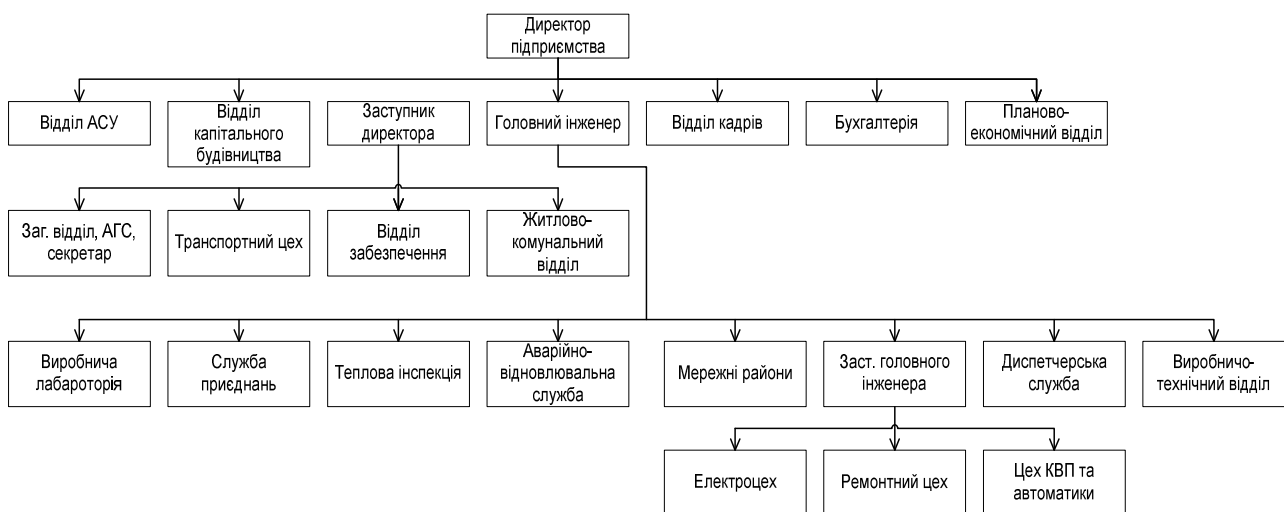 Директор
підприємства
Відділ АСУ
Відділ
капітального
будівництва
Заступник
директора
Головний інженер
Відділ кадрів
Бухгалтерія
Планово-
економічний відділ
Заг. відділ, АГС,
секретар
Транспортний цех
Відділ
забезпечення
Житлово-
комунальний
відділ
Виробнича
лабароторія
Служба
приєднань
Теплова інспекція
Аварійно-
відновлювальна
служба
Мережні райони
Заст. головного
інженера
Диспетчерська
служба
Виробничо-
технічний відділ
Електроцех
Ремонтний цех
Цех КВП та
автоматики